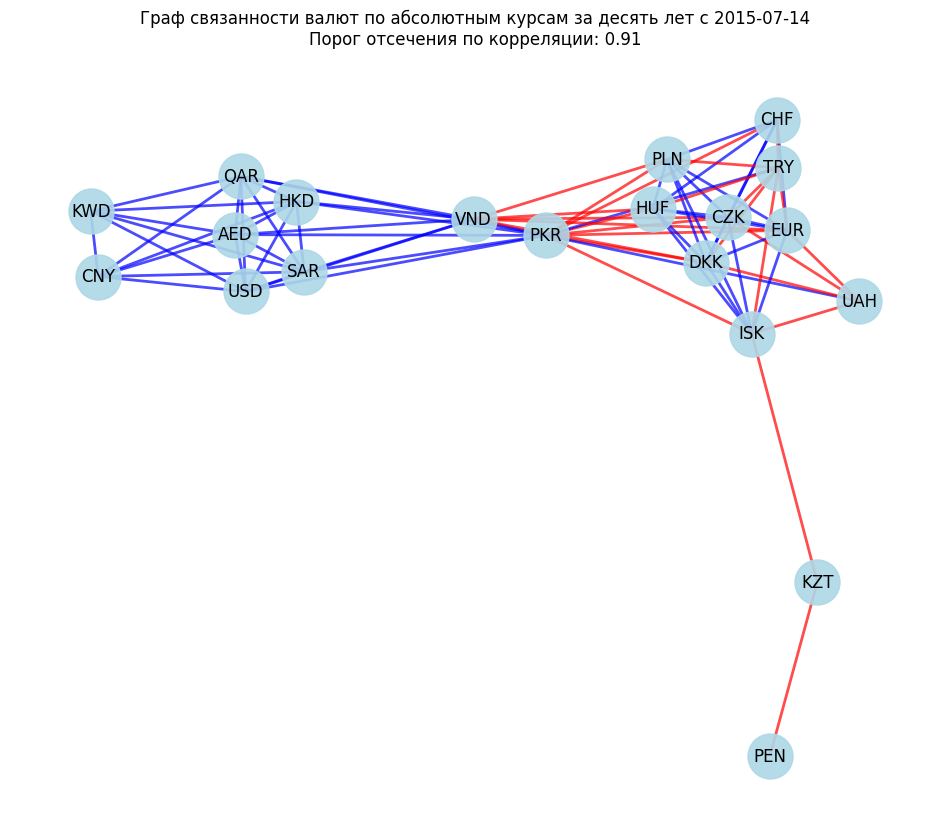 Граф связанности валют по абсолютным курсам за десять лет с 2015-07-14
Порог отсечения по корреляции: 0.91
CHF
PLN
TRY
QAR
HKD
KWD
HUF
VND
CZK
EUR
AED
PKR
DKK
SAR
CNY
USD
UAH
ISK
KZT
PEN